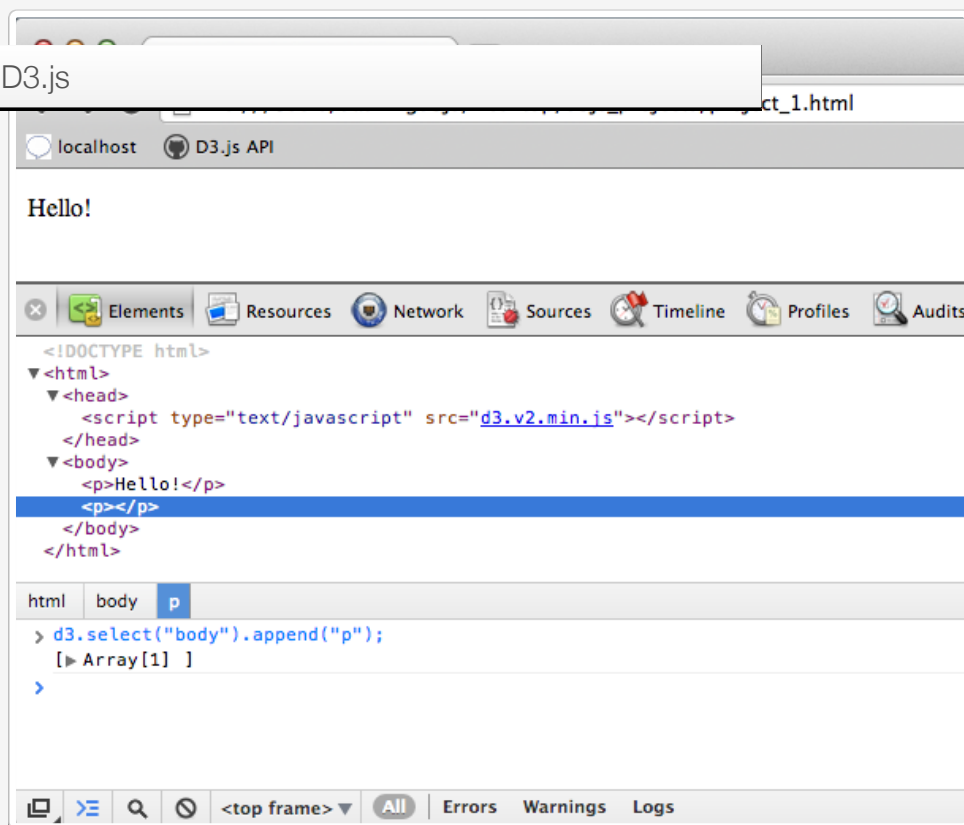 D3.js
ct_1.html
localhost D3.js API
Hello!
Elements Resources Network Sources Timeline Profiles Audits
<!DOCTYPE html>
▼<html>
▼<head>
<script type="text/javascript" src="d3.v2.min.js"></script>
</head>
▼<body>
<p>Hello!</p>
<p></p>
</body>
</html>
html body p
> d3.select("body").append("p");
[▶ Array[1] ]
>
<top frame> ▼ All Errors Warnings Logs